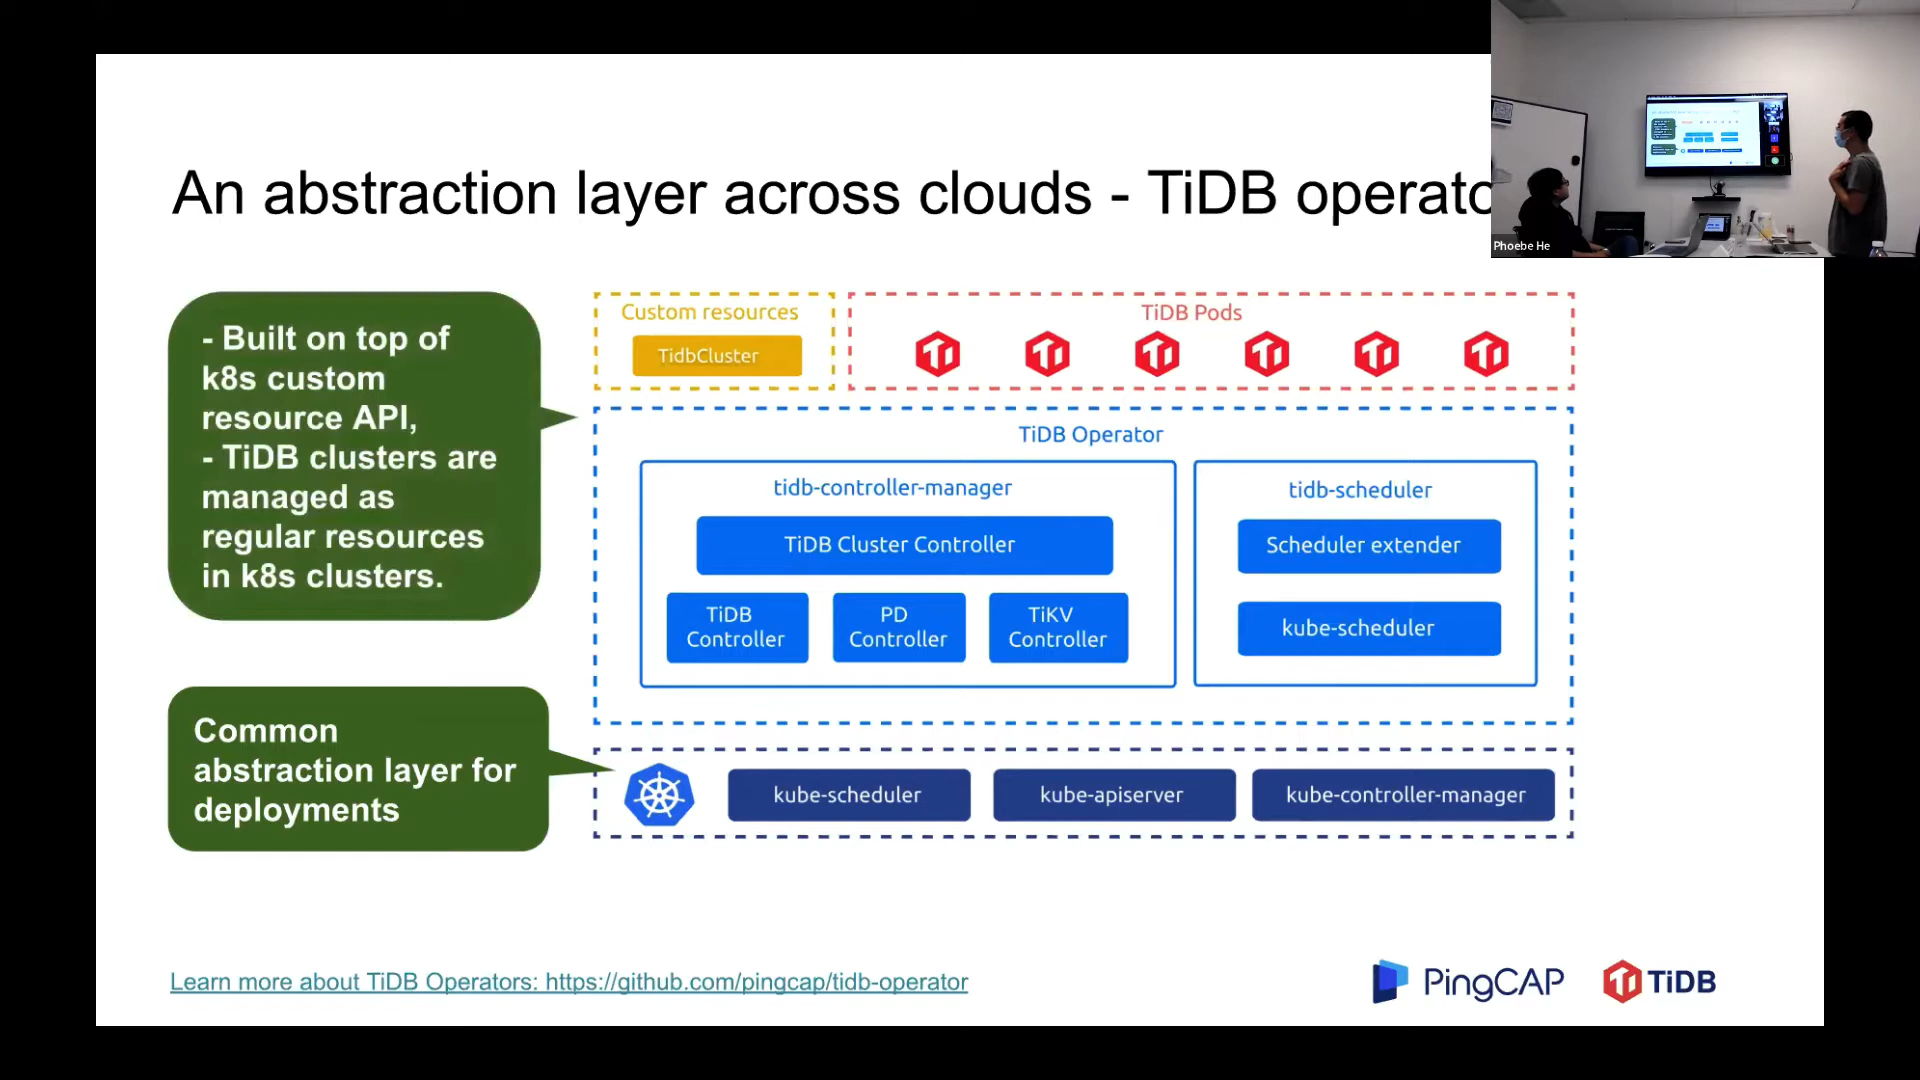 An abstraction layer across clouds - TiDB operato
Phoebe He
- Built on top of
k8s custom
resource API,
- TiDB clusters are
managed as
regular resources
in k8s clusters.
Common
abstraction layer for
deployments
Custom resources
TidbCluster
TiDB Pods
TiDB Operator
tidb-controller-manager
TiDB Cluster Controller
TiDB
Controller
PD
Controller
TiKV
Controller
tidb-scheduler
Scheduler extender
kube-scheduler
kube-scheduler
kube-apiserver
kube-controller-manager
Learn more about TiDB Operators: https://github.com/pingcap/tidb-operator
PingCAP
TiDB